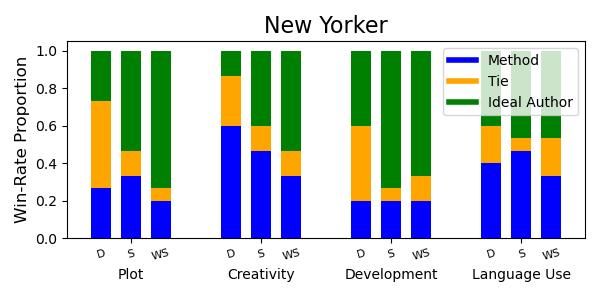 New Yorker
Win-Rate Proportion
1.0
0.8
0.6
0.4
0.2
0.0
Method
Tie
Ideal Author
D S WS D S WS D S WS D S WS
Plot Creativity Development Language Use